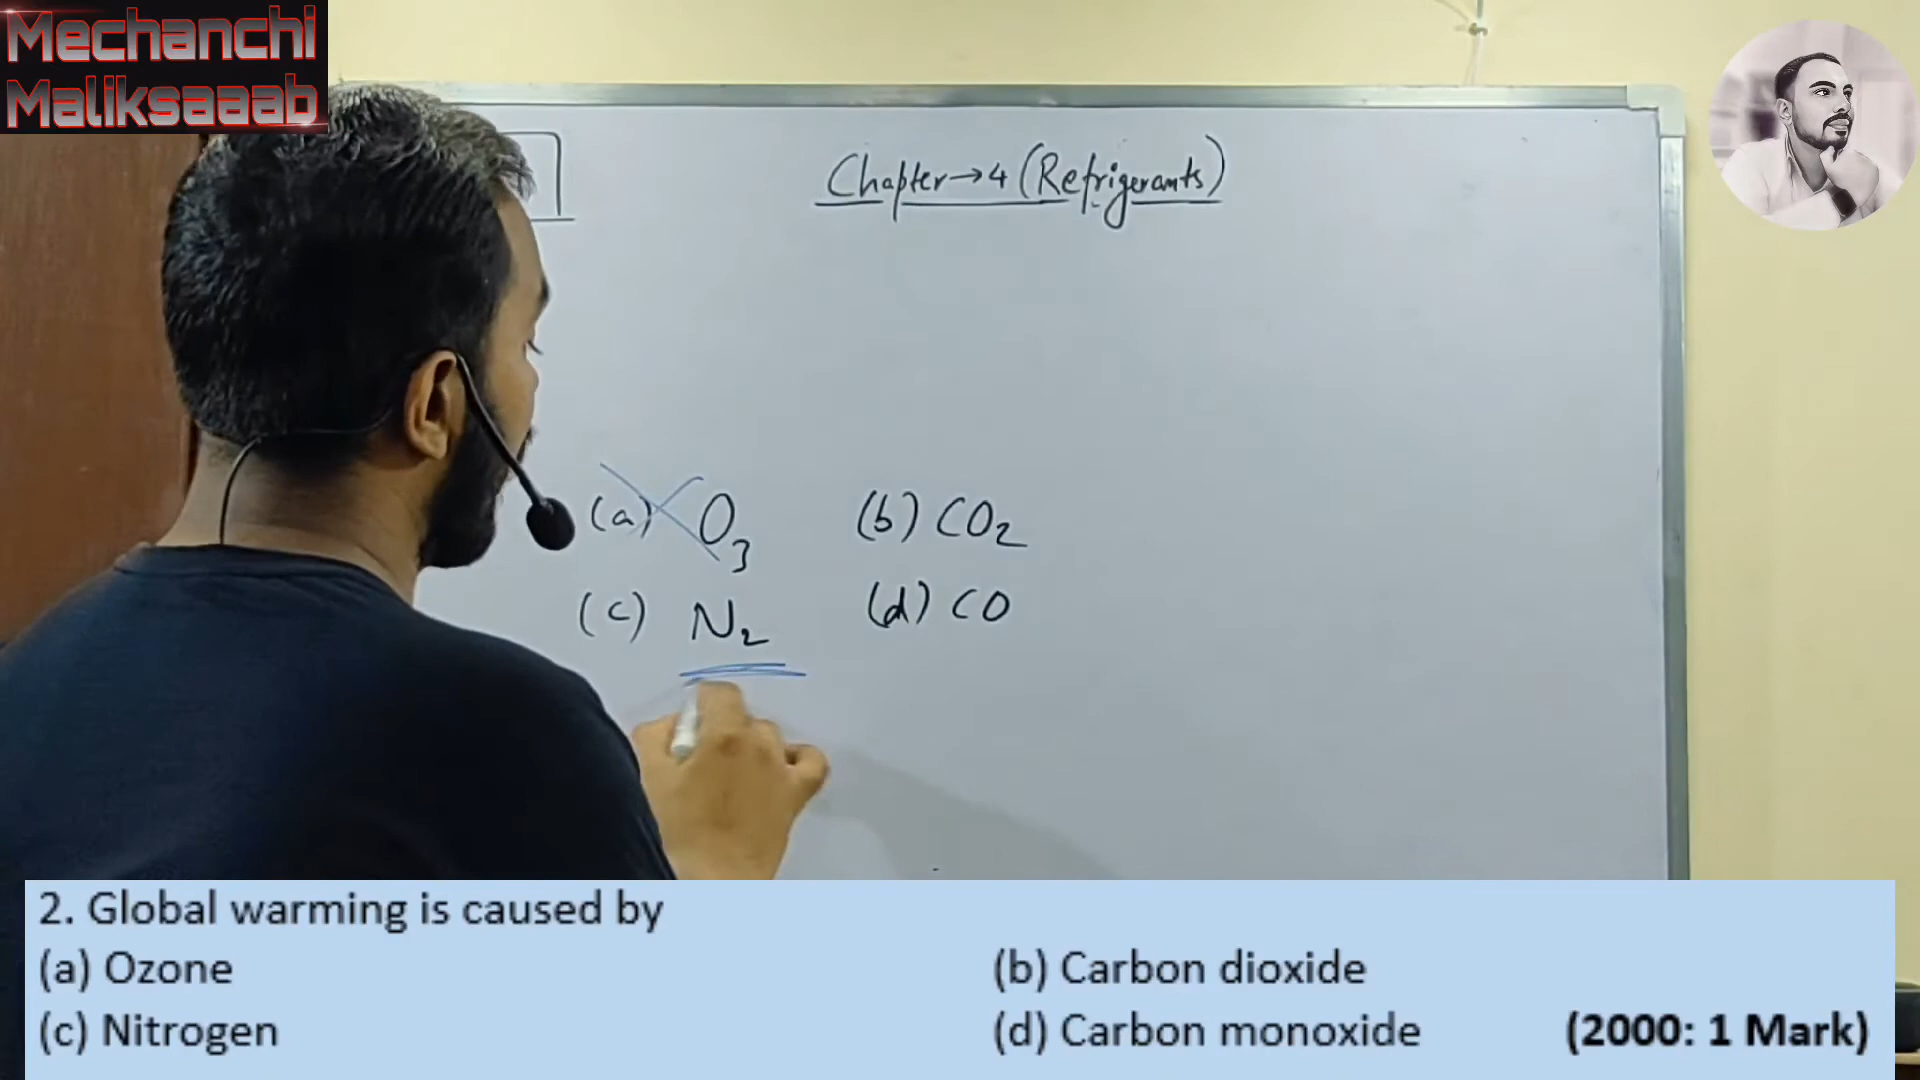 Mechanchi
Maliksaaab
Chapter→4 (Refrigerants)
(a) O3 (b) CO2
(c) N2 (d) CO
2. Global warming is caused by
(a) Ozone (b) Carbon dioxide
(c) Nitrogen (d) Carbon monoxide (2000: 1 Mark)